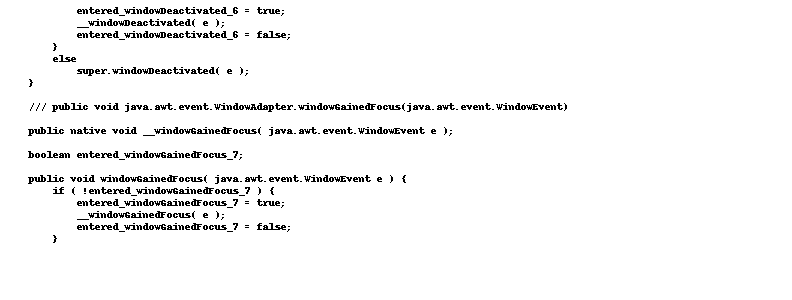 entered_windowDeactivated_6 = true;
__windowDeactivated( e );
entered_windowDeactivated_6 = false;
}
else
super.windowDeactivated( e );
}
/// public void java.awt.event.WindowAdapter.windowGainedFocus(java.awt.event.WindowEvent)
public native void __windowGainedFocus( java.awt.event.WindowEvent e );
boolean entered_windowGainedFocus_7;
public void windowGainedFocus( java.awt.event.WindowEvent e ) {
if ( !entered_windowGainedFocus_7 ) {
entered_windowGainedFocus_7 = true;
__windowGainedFocus( e );
entered_windowGainedFocus_7 = false;
}